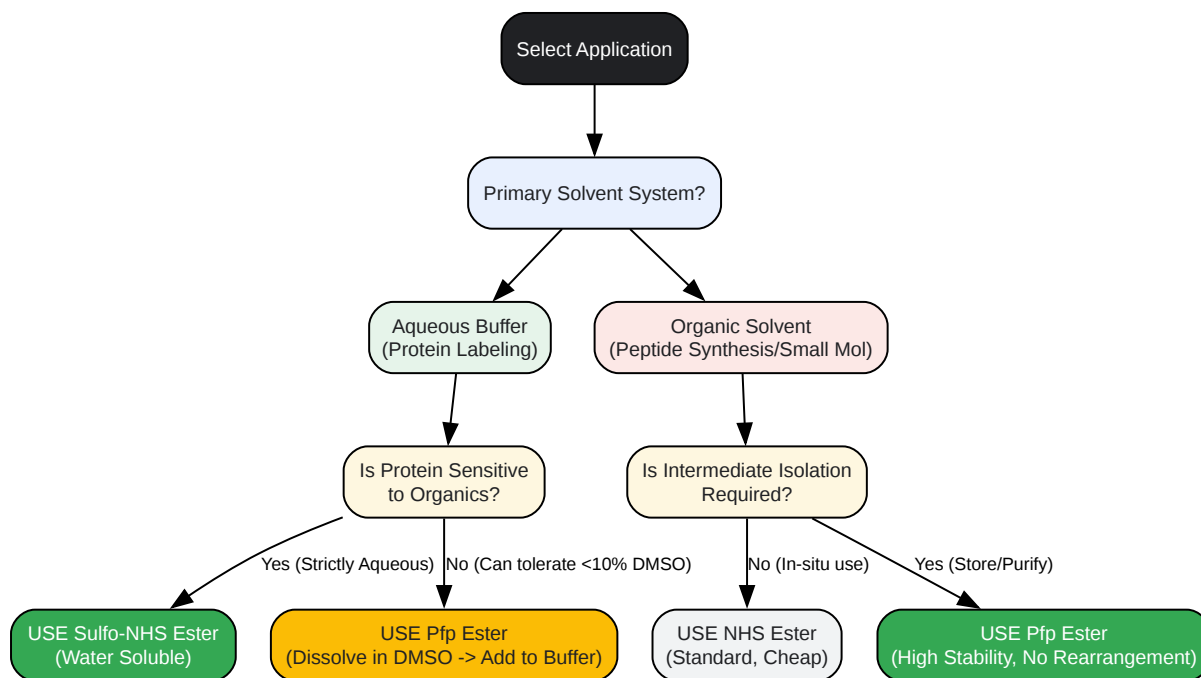 Select Application
Primary Solvent System?
Aqueous Buffer
(Protein Labeling)
Organic Solvent
(Peptide Synthesis/Small Mol)
Is Protein Sensitive
to Organics?
Is Intermediate Isolation
Required?
Yes (Strictly Aqueous)
No (Can tolerate <10% DMSO)
No (In-situ use)
Yes (Store/Purify)
USE Sulfo-NHS Ester
(Water Soluble)
USE Pfp Ester
(Dissolve in DMSO -> Add to Buffer)
USE NHS Ester
(Standard, Cheap)
USE Pfp Ester
(High Stability, No Rearrangement)